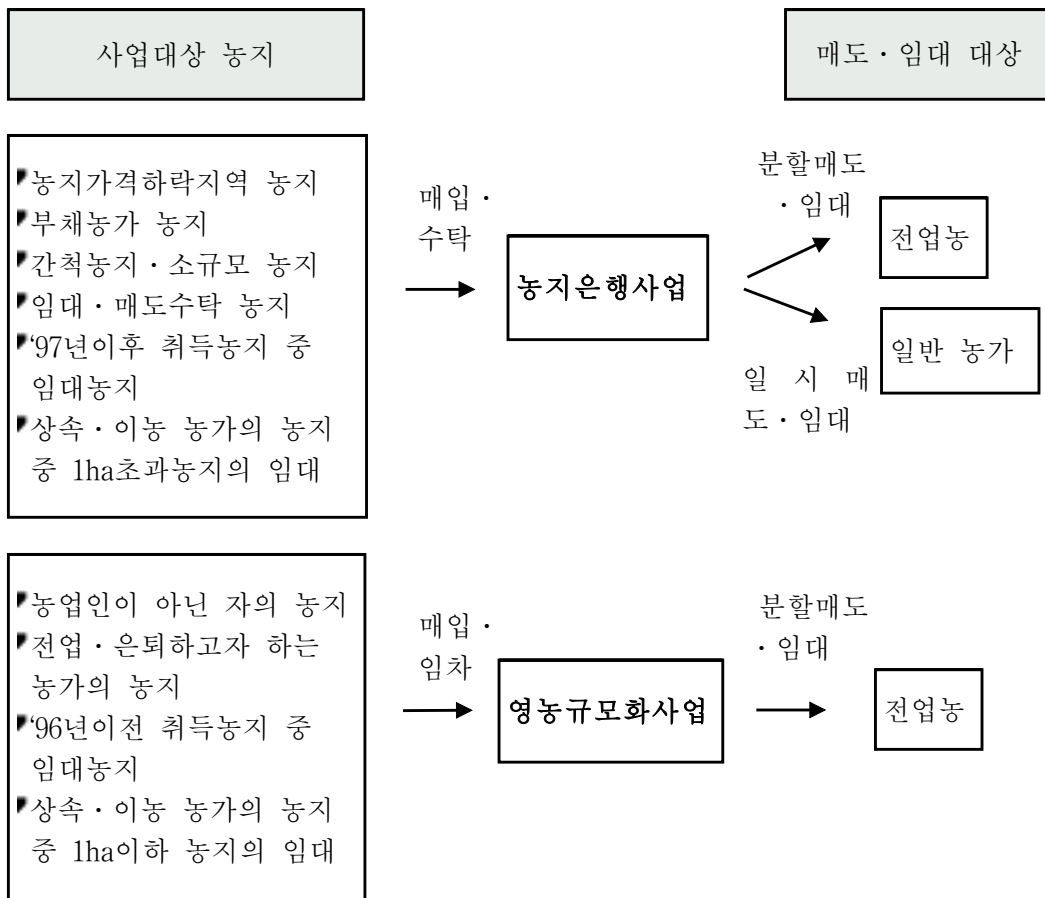 사업대상 농지
매도·임대 대상
▘농지가격하락지역 농지
▘부채농가 농지
▘간척농지·소규모 농지
▘임대·매도수탁 농지
▘‘97년이후 취득농지 중
임대농지
▘상속·이농 농가의 농지
중 1ha초과농지의 임대
매입·
수탁
농지은행사업
분할매도
·임대
전업농
일반 농가
일 시 매
도·임대
▘농업인이 아닌 자의 농지
▘전업·은퇴하고자 하는
농가의 농지
▘‘96년이전 취득농지 중
임대농지
▘상속·이농 농가의 농지
중 1ha이하 농지의 임대
매입·
임차
영농규모화사업
분할매도
·임대
전업농